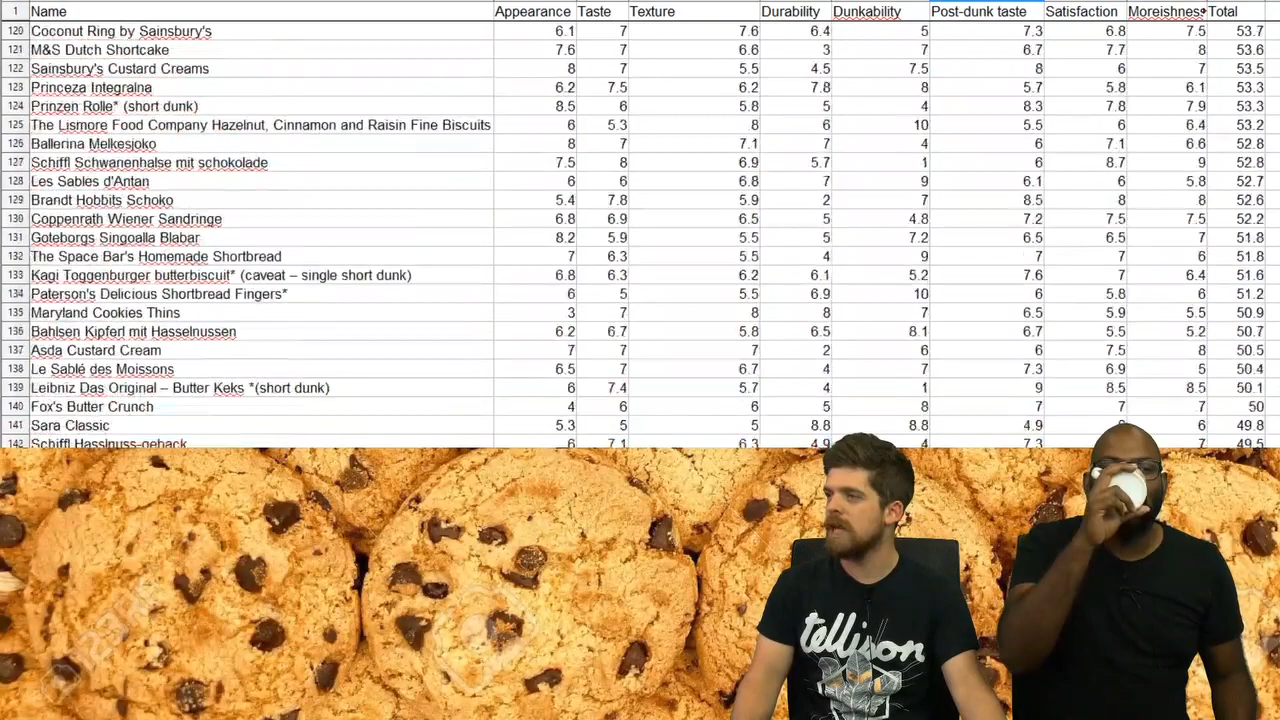 1 Name Appearance Taste Texture Durability Dunkability Post-dunk taste Satisfaction Moreishness Total
120 Coconut Ring by Sainsbury's 6.1 7 7.6 6.4 5 7.3 6.8 7.5 53.7
121 M&S Dutch Shortcake 7.6 7 6.6 3 7 6.7 7.7 8 53.6
122 Sainsbury's Custard Creams 8 7 5.5 4.5 7.5 8 6 7 53.5
123 Princeza Integralna 6.2 7.5 6.2 7.8 8 5.7 5.8 6.1 53.3
124 Prinzen Rolle* (short dunk) 8.5 6 5.8 5 4 8.3 7.8 7.9 53.3
125 The Lismore Food Company Hazelnut, Cinnamon and Raisin Fine Biscuits 6 5.3 8 6 10 5.5 6 6.4 53.2
126 Ballerina Melkesjoko 8 7 7.1 7 4 6 7.1 6.6 52.8
127 Schiffl Schwanenhalse mit schokolade 7.5 8 6.9 5.7 1 6 8.7 9 52.8
128 Les Sables d'Antan 6 6 6.8 7 9 6.1 6 5.8 52.7
129 Brandt Hobbits Schoko 5.4 7.8 5.9 2 7 8.5 8 8 52.6
130 Coppenrath Wiener Sandringe 6.8 6.9 6.5 5 4.8 7.2 7.5 7.5 52.2
131 Goteborgs Singoalla Blabar 8.2 5.9 5.5 5 7.2 6.5 6.5 7 51.8
132 The Space Bar's Homemade Shortbread 7 6.3 5.5 4 9 7 7 6 51.8
133 Kagi Toggenburger butterbiscuit* (caveat – single short dunk) 6.8 6.3 6.2 6.1 5.2 7.6 7 6.4 51.6
134 Paterson's Delicious Shortbread Fingers* 6 5 5.5 6.9 10 6 5.8 6 51.2
135 Maryland Cookies Thins 3 7 8 8 7 6.5 5.9 5.5 50.9
136 Bahlsen Kipferl mit Hasselnussen 6.2 6.7 5.8 6.5 8.1 6.7 5.5 5.2 50.7
137 Asda Custard Cream 7 7 7 2 6 6 7.5 8 50.5
138 Le Sablé des Moissons 6.5 7 6.7 4 7 7.3 6.9 5 50.4
139 Leibniz Das Original – Butter Keks *(short dunk) 6 7.4 5.7 4 1 9 8.5 8.5 50.1
140 Fox's Butter Crunch 4 6 6 5 8 7 7 7 50
141 Sara Classic 5.3 5 5 8.8 8.8 4.9 6 49.8
142 Schiffl Hasslnuss-geback 6 7.1 6.3 4.9 4 7.3 7 49.5
tellison
123RF